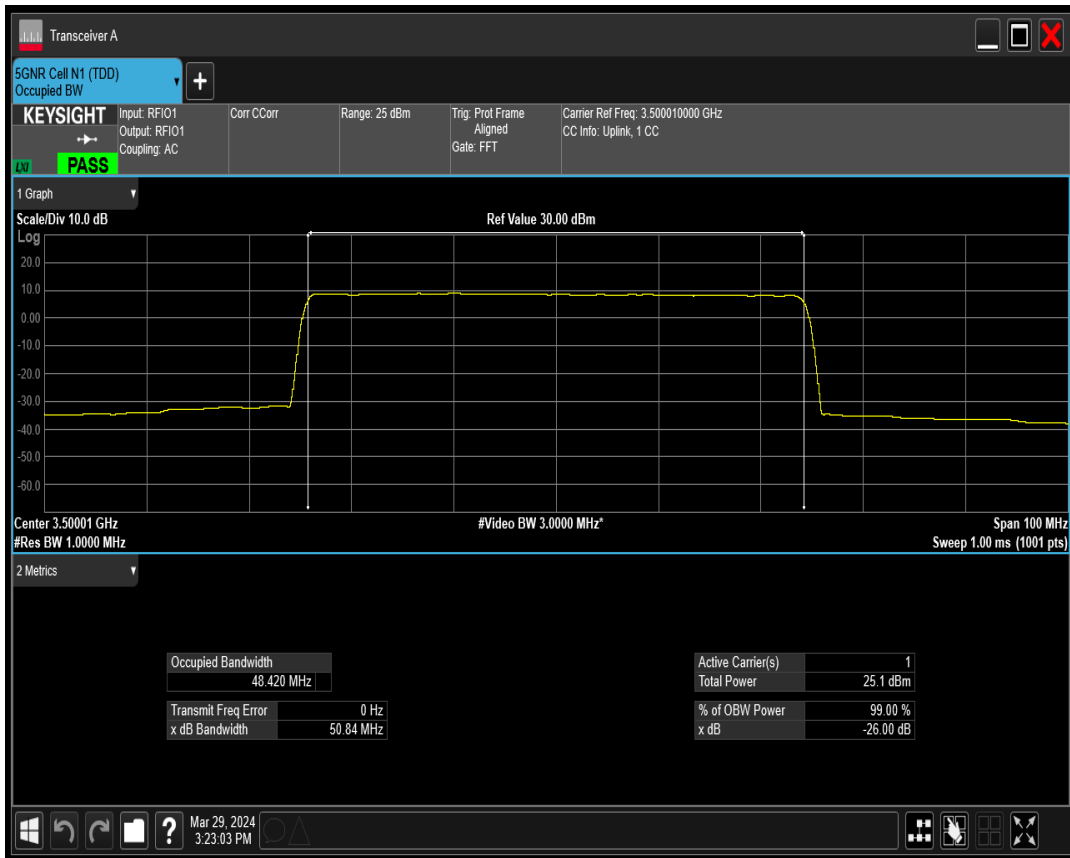 Transceiver A
5GNR Cell N1 (TDD)
Occupied BW
+
KEYSIGHT
LXI
PASS
Input: RFIO1
Output: RFIO1
Coupling: AC
Corr CCorr
Range: 25 dBm
Trig: Prot Frame
Aligned
Gate: FFT
Carrier Ref Freq: 3.500010000 GHz
CC Info: Uplink, 1 CC
1 Graph
Scale/Div 10.0 dB
Ref Value 30.00 dBm
Log
20.0
10.0
0.00
-10.0
-20.0
-30.0
-40.0
-50.0
-60.0
Center 3.50001 GHz
#Video BW 3.0000 MHz*
Span 100 MHz
#Res BW 1.0000 MHz
Sweep 1.00 ms (1001 pts)
2 Metrics
Occupied Bandwidth
48.420 MHz
Transmit Freq Error 0 Hz
x dB Bandwidth 50.84 MHz
Active Carrier(s) 1
Total Power 25.1 dBm
% of OBW Power 99.00 %
x dB -26.00 dB
?
Mar 29, 2024
3:23:03 PM